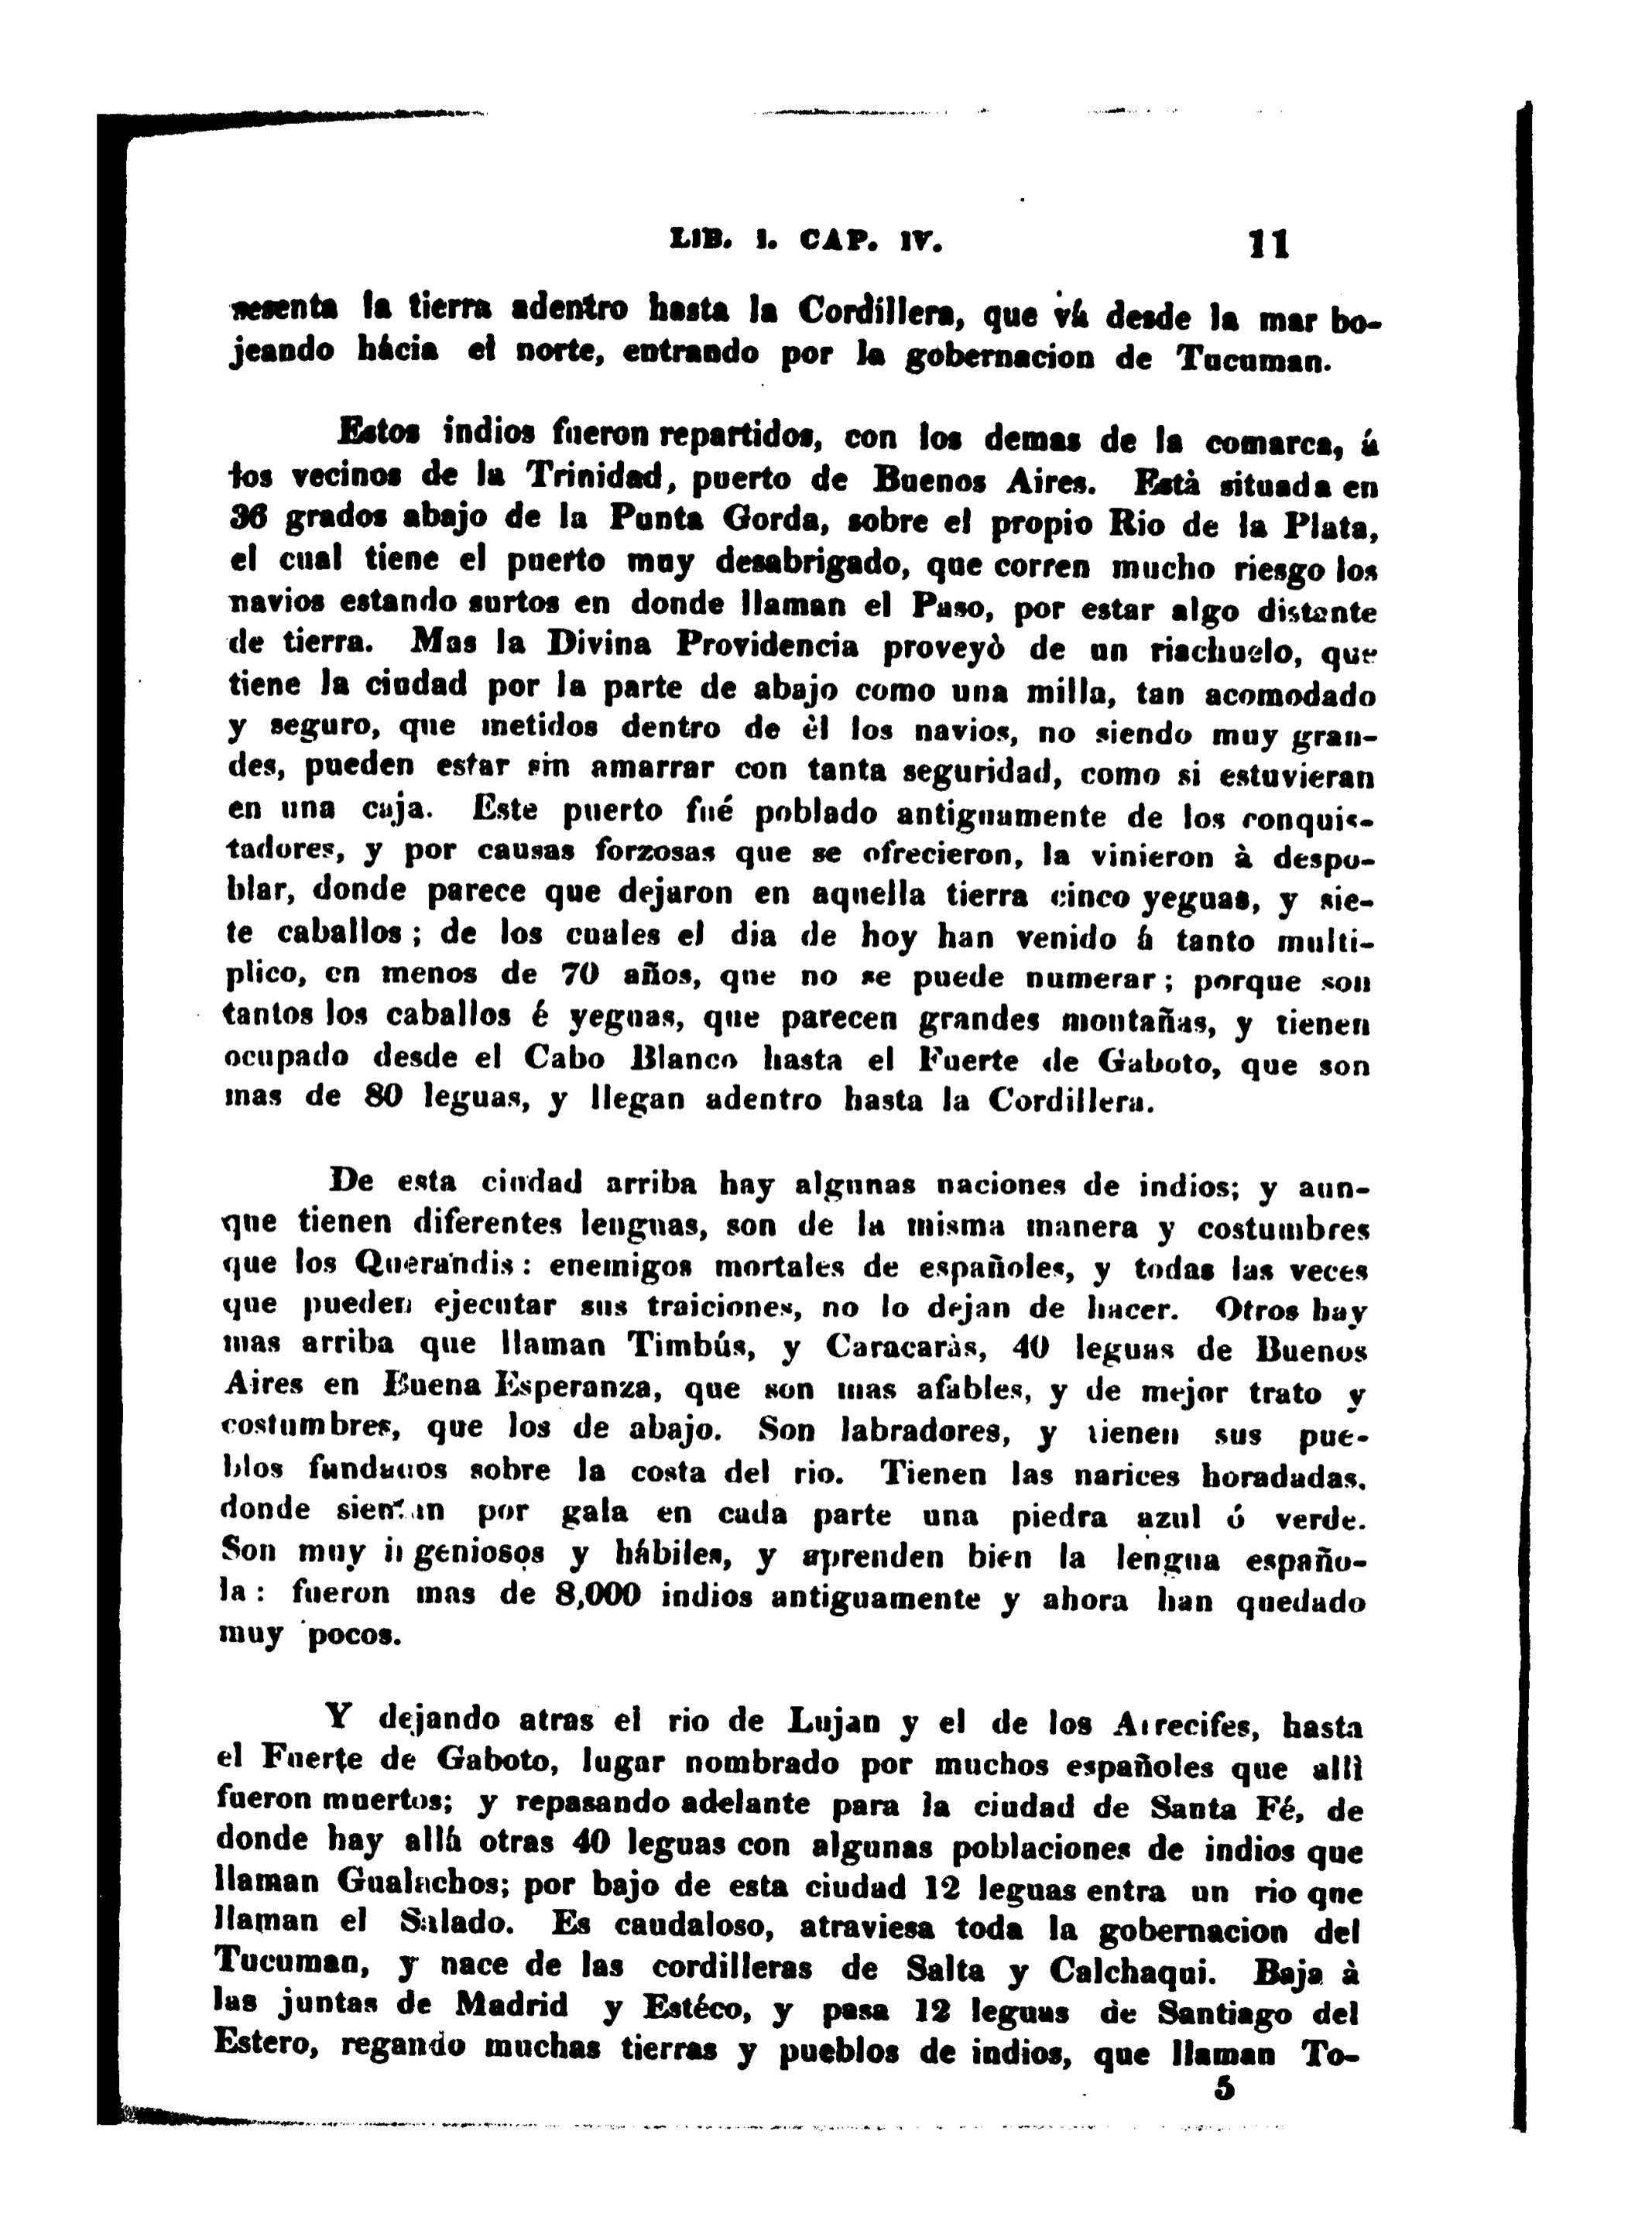 LIB. I. CAP. IV. 11
sesenta la tierra adentro hasta la Cordillera, que vá desde la mar bo-
jeando hácia el norte, entrando por la gobernacion de Tucuman.
Estos indios fueron repartidos, con los demas de la comarca, á
los vecinos de la Trinidad, puerto de Buenos Aires. Està situada en
36 grados abajo de la Punta Gorda, sobre el propio Rio de la Plata,
el cual tiene el puerto muy desabrigado, que corren mucho riesgo los
navios estando surtos en donde llaman el Paso, por estar algo distante
de tierra. Mas la Divina Providencia proveyò de un riachuelo, que
tiene la ciudad por la parte de abajo como una milla, tan acomodado
y seguro, que metidos dentro de èl los navios, no siendo muy gran-
des, pueden estar sin amarrar con tanta seguridad, como si estuvieran
en una caja. Este puerto fué poblado antiguamente de los conquis-
tadores, y por causas forzosas que se ofrecieron, la vinieron à despo-
blar, donde parece que dejaron en aquella tierra cinco yeguas, y sie-
te caballos; de los cuales el dia de hoy han venido á tanto multi-
plico, en menos de 70 años, que no se puede numerar; porque son
tantos los caballos é yeguas, que parecen grandes montañas, y tienen
ocupado desde el Cabo Blanco hasta el Fuerte de Gaboto, que son
mas de 80 leguas, y llegan adentro hasta la Cordillera.
De esta ciudad arriba hay algunas naciones de indios; y aun-
que tienen diferentes lenguas, son de la misma manera y costumbres
que los Querandis: enemigos mortales de españoles, y todas las veces
que pueden ejecutar sus traiciones, no lo dejan de hacer. Otros hay
mas arriba que llaman Timbús, y Caracaràs, 40 leguas de Buenos
Aires en Buena Esperanza, que son mas afables, y de mejor trato y
costumbres, que los de abajo. Son labradores, y tienen sus pue-
blos fundados sobre la costa del rio. Tienen las narices horadadas,
donde sientan por gala en cada parte una piedra azul ó verde.
Son muy ingeniosos y hábiles, y aprenden bien la lengua españo-
la: fueron mas de 8,000 indios antiguamente y ahora han quedado
muy pocos.
Y dejando atras el rio de Lujan y el de los Arrecifes, hasta
el Fuerte de Gaboto, lugar nombrado por muchos españoles que allì
fueron muertos; y repasando adelante para la ciudad de Santa Fé, de
donde hay allá otras 40 leguas con algunas poblaciones de indios que
llaman Gualachos; por bajo de esta ciudad 12 leguas entra un rio que
llaman el Salado. Es caudaloso, atraviesa toda la gobernacion del
Tucuman, y nace de las cordilleras de Salta y Calchaqui. Baja à
las juntas de Madrid y Estéco, y pasa 12 leguas de Santiago del
Estero, regando muchas tierras y pueblos de indios, que llaman To-
5